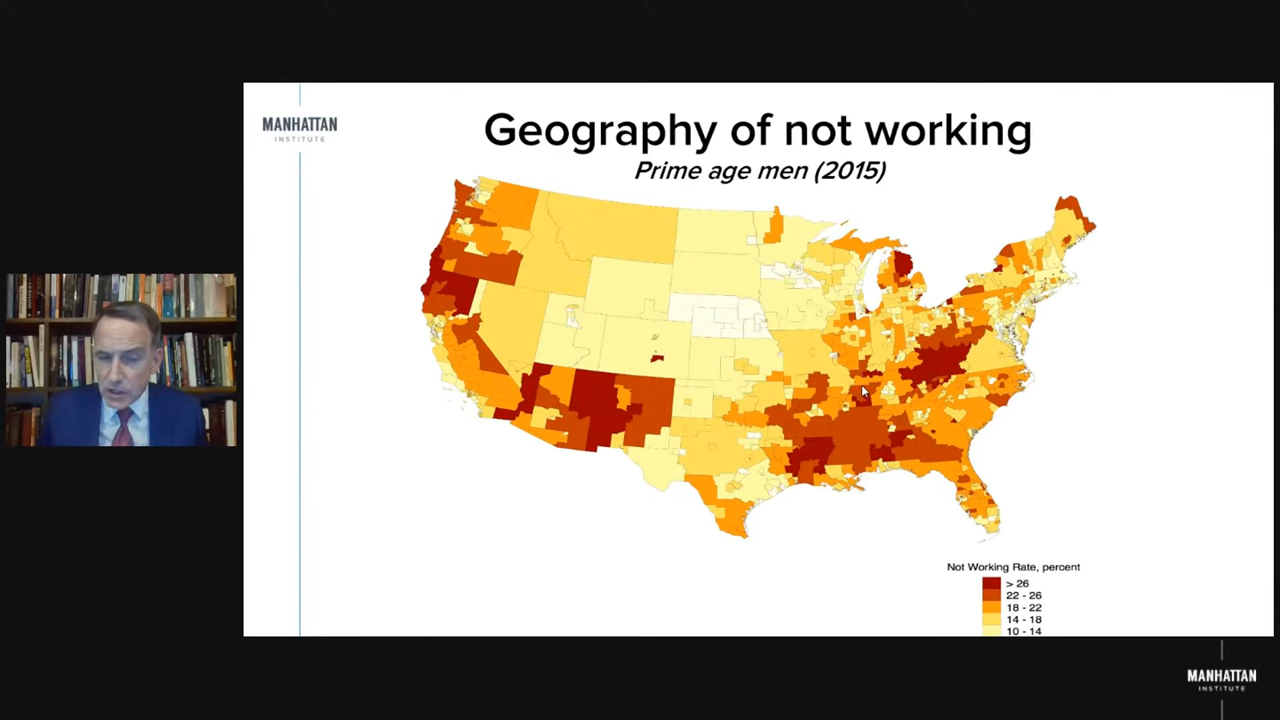 MANHATTAN
INSTITUTE
Geography of not working
Prime age men (2015)
Not Working Rate, percent
> 26
22 - 26
18 - 22
14 - 18
10 - 14
MANHATTAN
INSTITUTE